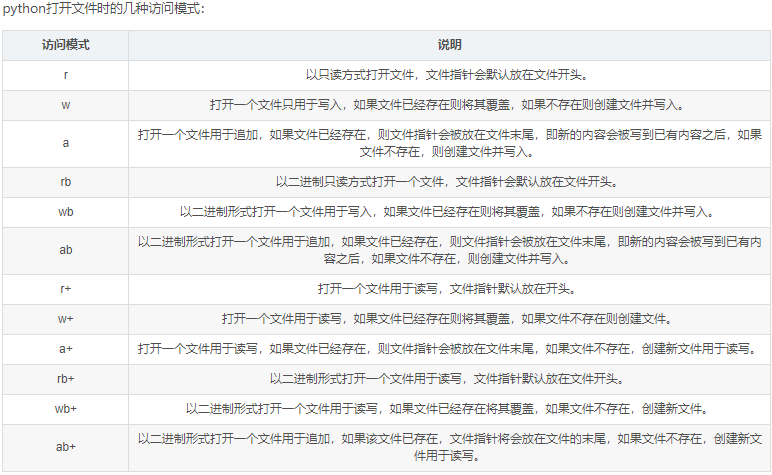 python打开文件时的几种访问模式：
访问模式 说明
r 以只读方式打开文件，文件指针会默认放在文件开头。
w 打开一个文件只用于写入，如果文件已经存在则将其覆盖，如果不存在则创建文件并写入。
a 打开一个文件用于追加，如果文件已经存在，则文件指针会被放在文件末尾，即新的内容会被写到已有内容之后，如果
文件不存在，则创建文件并写入。
rb 以二进制只读方式打开一个文件，文件指针会默认放在文件开头。
wb 以二进制形式打开一个文件用于写入，如果文件已经存在则将其覆盖，如果不存在则创建文件并写入。
ab 以二进制形式打开一个文件用于追加，如果文件已经存在，则文件指针会被放在文件末尾，即新的内容会被写到已有内
容之后，如果文件不存在，则创建文件并写入。
r+ 打开一个文件用于读写，文件指针默认放在开头。
w+ 打开一个文件用于读写，如果文件已经存在则将其覆盖，如果文件不存在则创建文件。
a+ 打开一个文件用于读写，如果文件已经存在，则文件指针会被放在文件末尾，如果文件不存在，创建新文件用于读写。
rb+ 以二进制形式打开一个文件用于读写，文件指针默认放在文件开头。
wb+ 以二进制形式打开一个文件用于读写，如果文件已经存在将其覆盖，如果文件不存在，创建新文件。
ab+ 以二进制形式打开一个文件用于追加，如果该文件已存在，文件指针将会放在文件的末尾，如果文件不存在，创建新文
件用于读写。